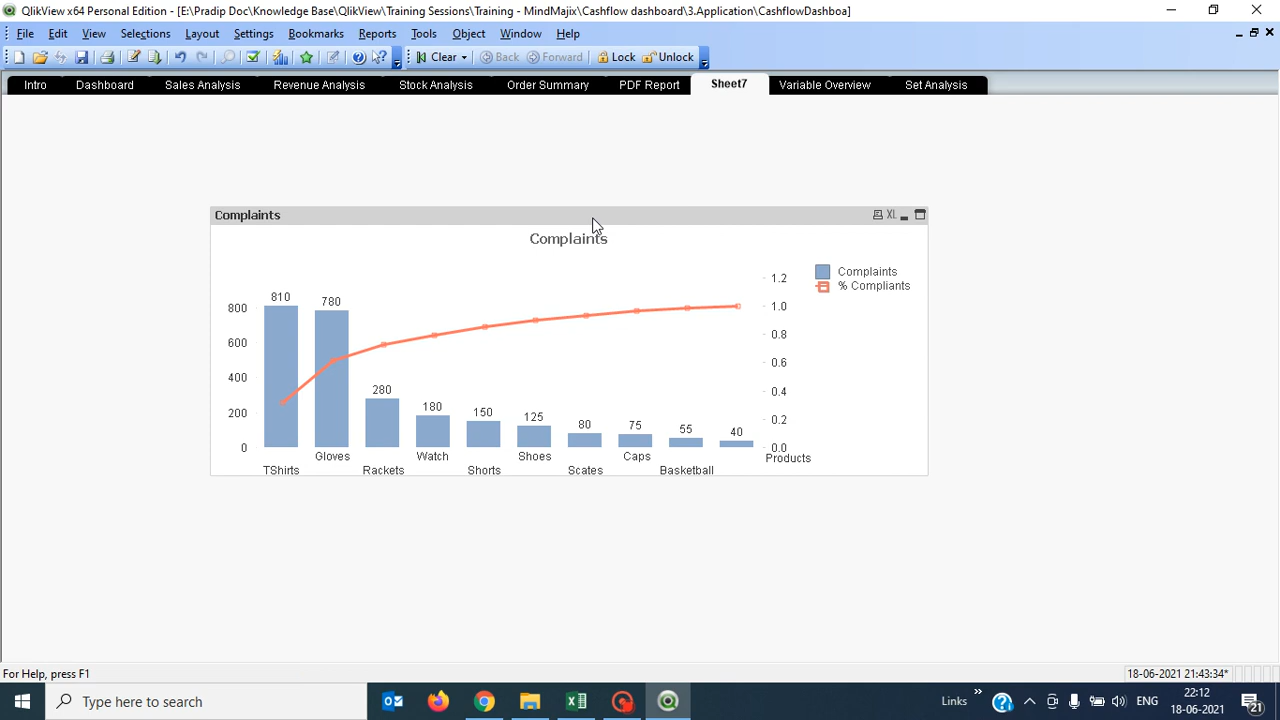 QlikView x64 Personal Edition - [E:\Pradip Doc\Knowledge Base\QlikView\Training Sessions\Training - MindMajix\Cashflow dashboard\3.Application\CashflowDashboa]
File Edit View Selections Layout Settings Bookmarks Reports Tools Object Window Help
Clear Back Forward Lock Unlock
Intro Dashboard Sales Analysis Revenue Analysis Stock Analysis Order Summary PDF Report Sheet7 Variable Overview Set Analysis
Complaints XL
Complaints
Complaints
% Compliants
800
600
400
200
0
810 780 280 180 150 125 80 75 55 40
1.2
1.0
0.8
0.6
0.4
0.2
0.0
Gloves Watch Shoes Caps Products
TShirts Rackets Shorts Scates Basketball
For Help, press F1 18-06-2021 21:43:34*
Type here to search Links » ENG 22:12
18-06-2021 21